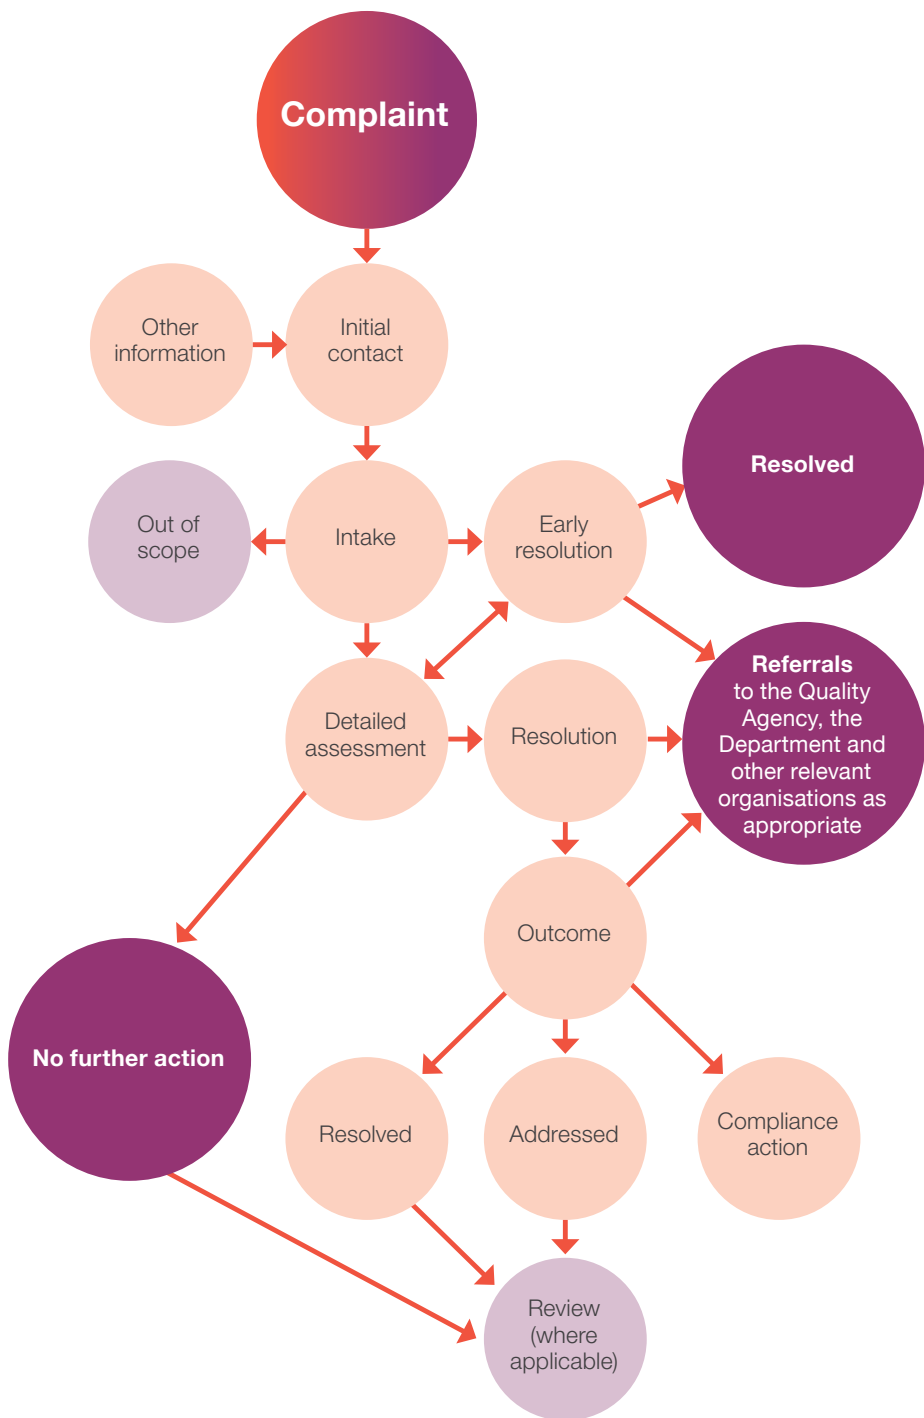 Complaint
Other
information
Initial
contact
Resolved
Out of
scope
Intake
Early
resolution
Referrals
to the Quality
Agency, the
Department and
other relevant
organisations as
appropriate
Detailed
assessment
Resolution
Outcome
No further action
Resolved
Addressed
Compliance
action
Review
(where
applicable)